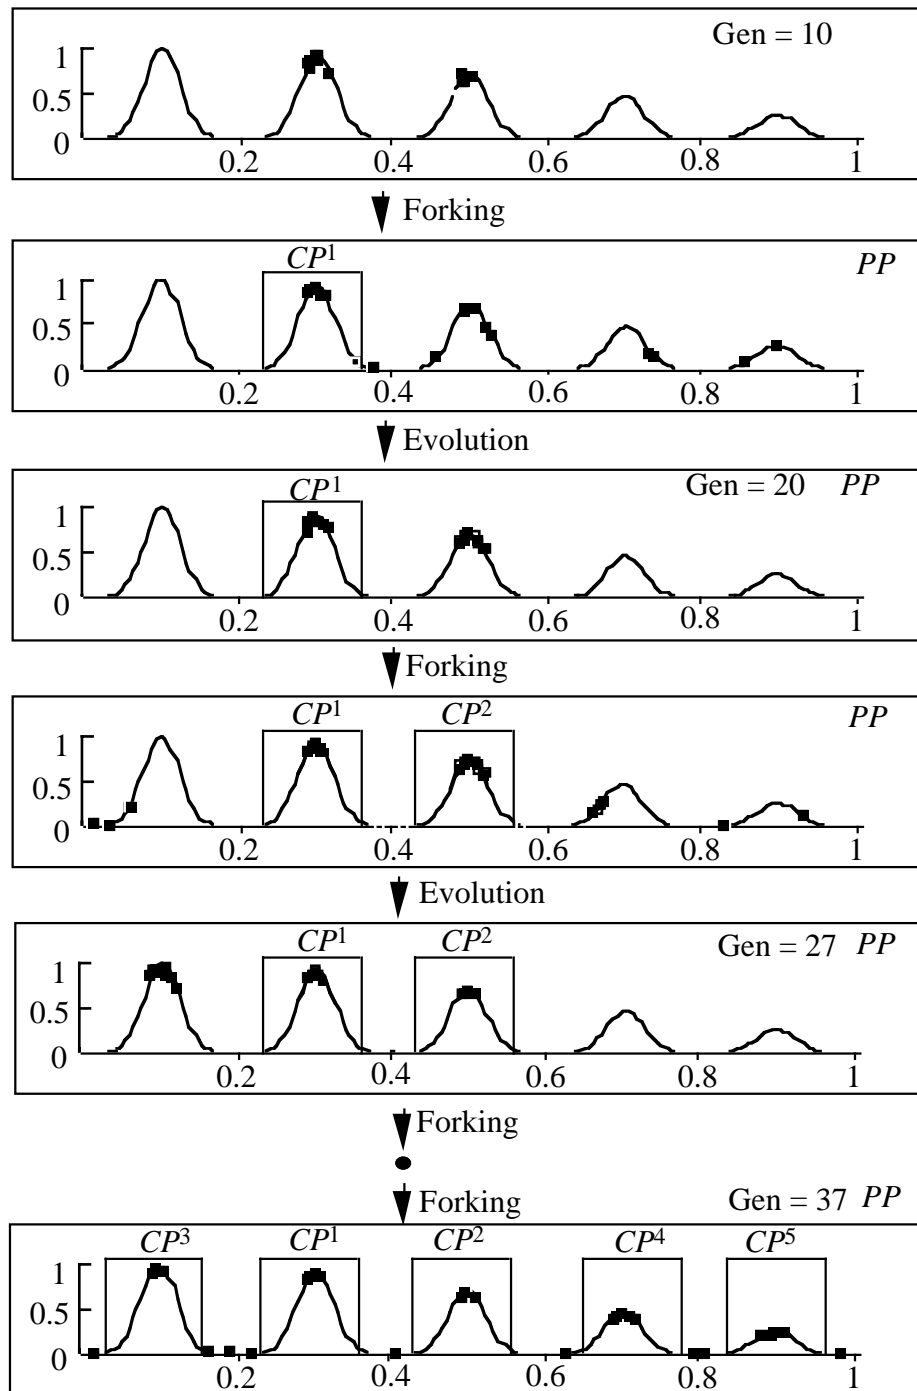 Gen = 10
1
0.5
0
0.2 0.4 0.6 0.8 1
Forking
CP1 PP
1
0.5
0
0.2 0.4 0.6 0.8 1
Evolution
CP1 Gen = 20 PP
1
0.5
0
0.2 0.4 0.6 0.8 1
Forking
CP1 CP2 PP
1
0.5
0
0.2 0.4 0.6 0.8 1
Evolution
CP1 CP2 Gen = 27 PP
1
0.5
0
0.2 0.4 0.6 0.8 1
Forking
Forking Gen = 37 PP
CP3 CP1 CP2 CP4 CP5
1
0.5
0
0.2 0.4 0.6 0.8 1